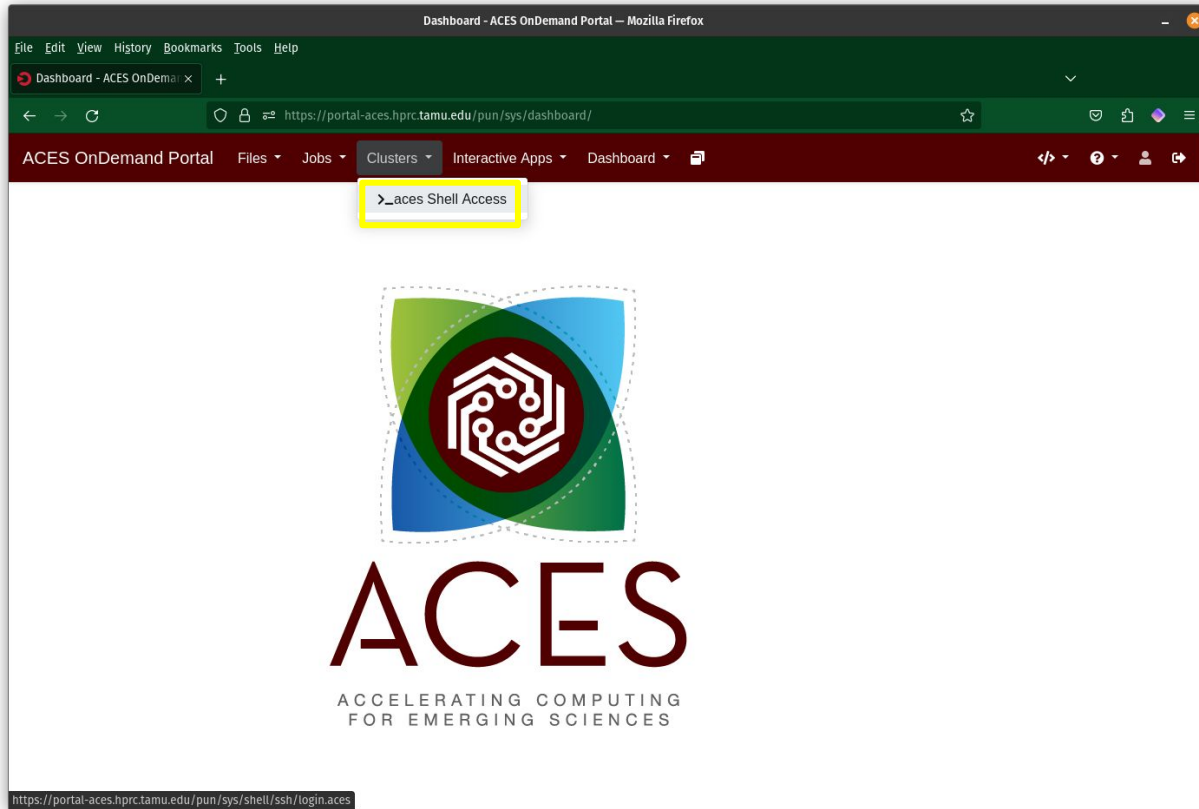 Dashboard - ACES OnDemand Portal — Mozilla Firefox
File Edit View History Bookmarks Tools Help
Dashboard - ACES OnDeman
https://portal-aces.hprc.tamu.edu/pun/sys/dashboard/
ACES OnDemand Portal Files Jobs Clusters Interactive Apps Dashboard
>_aces Shell Access
ACES
ACCELERATING COMPUTING
FOR EMERGING SCIENCES
https://portal-aces.hprc.tamu.edu/pun/sys/shell/ssh/login.aces